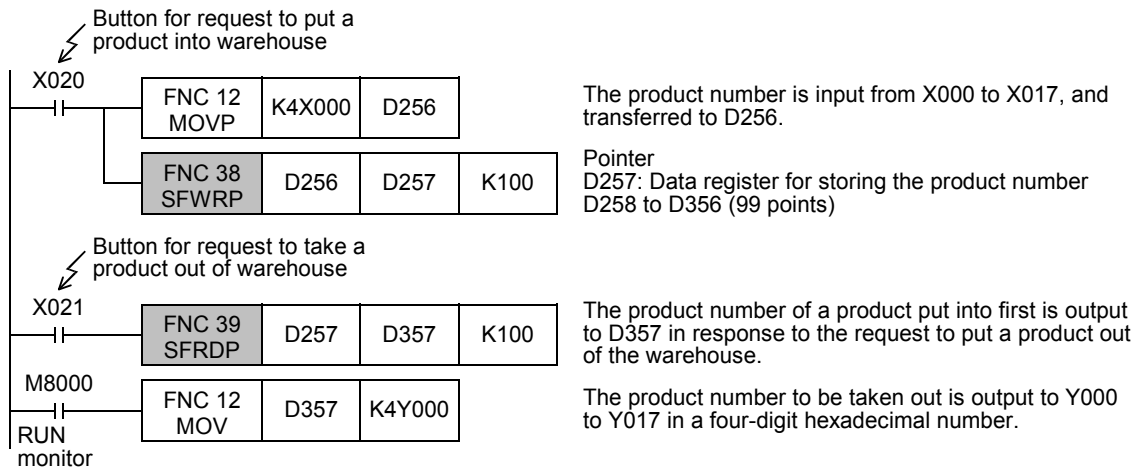 Button for request to put a
product into warehouse
X020
FNC 12
MOVP
K4X000
D256
The product number is input from X000 to X017, and
transferred to D256.
FNC 38
SFWRP
D256
D257
K100
Pointer
D257: Data register for storing the product number
D258 to D356 (99 points)
Button for request to take a
product out of warehouse
X021
FNC 39
SFRDP
D257
D357
K100
The product number of a product put into first is output
to D357 in response to the request to put a product out
of the warehouse.
M8000
RUN
monitor
FNC 12
MOV
D357
K4Y000
The product number to be taken out is output to Y000
to Y017 in a four-digit hexadecimal number.